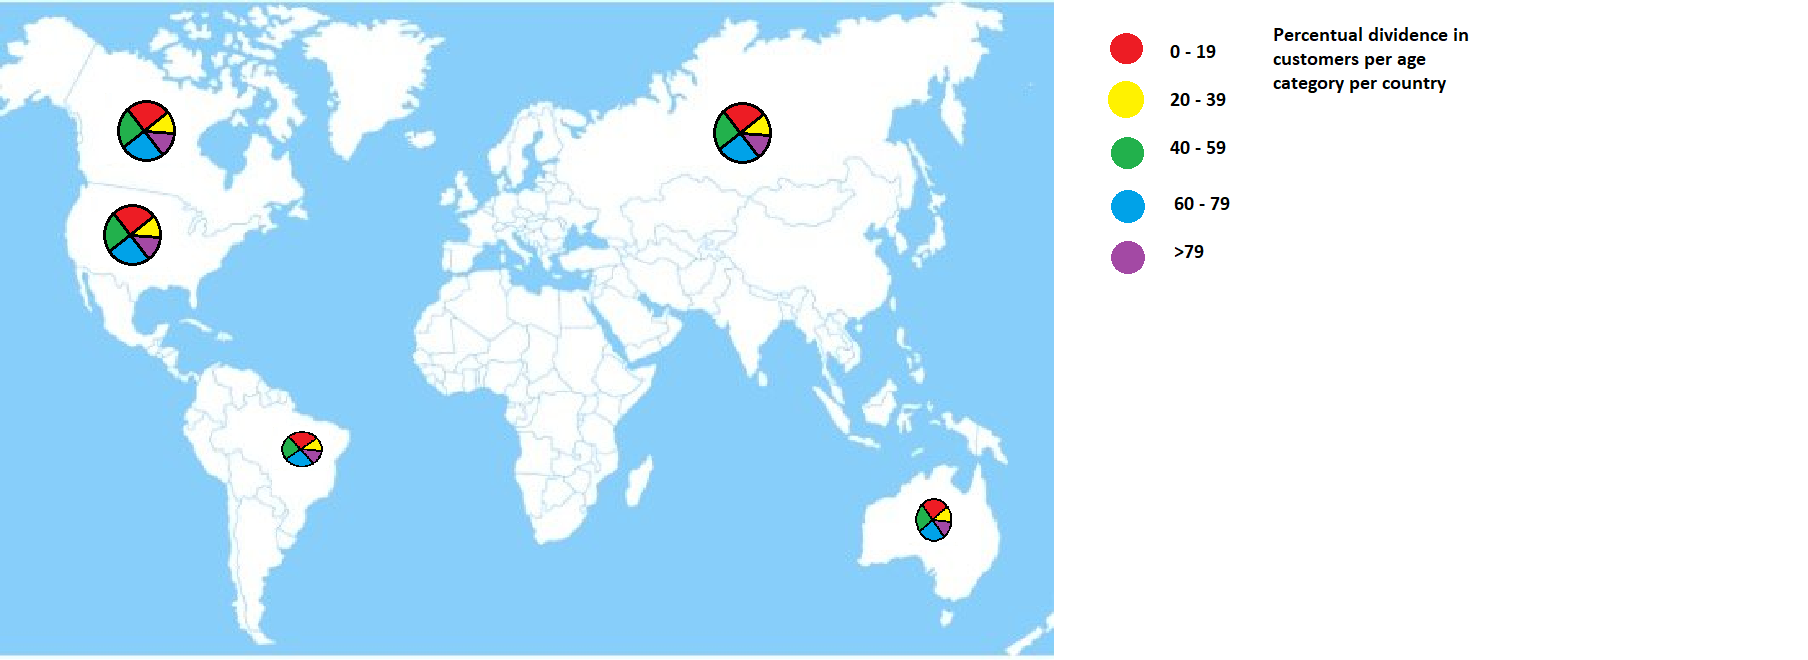 0 - 19
20 - 39
40 - 59
60 - 79
>79
Percentual dividence in
customers per age
category per country